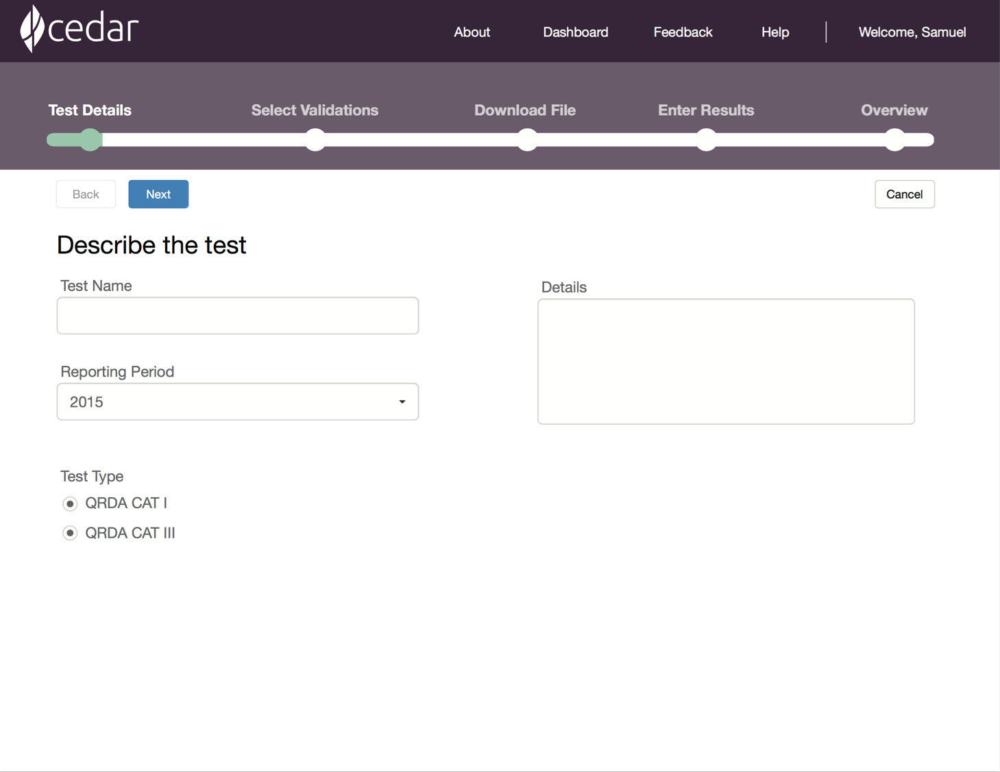 cedar
About Dashboard Feedback Help Welcome, Samuel
Test Details Select Validations Download File Enter Results Overview
Back Next Cancel
Describe the test
Test Name
Details
Reporting Period
2015
Test Type
QRDA CAT I
QRDA CAT III